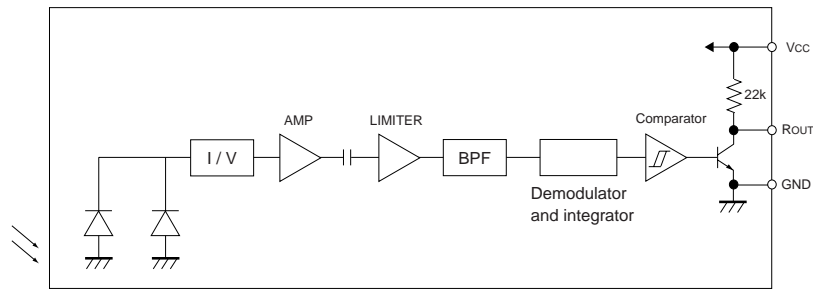 AMP
LIMITER
Comparator
I / V
BPF
Demodulator
and integrator
VCC
22k
ROUT
GND